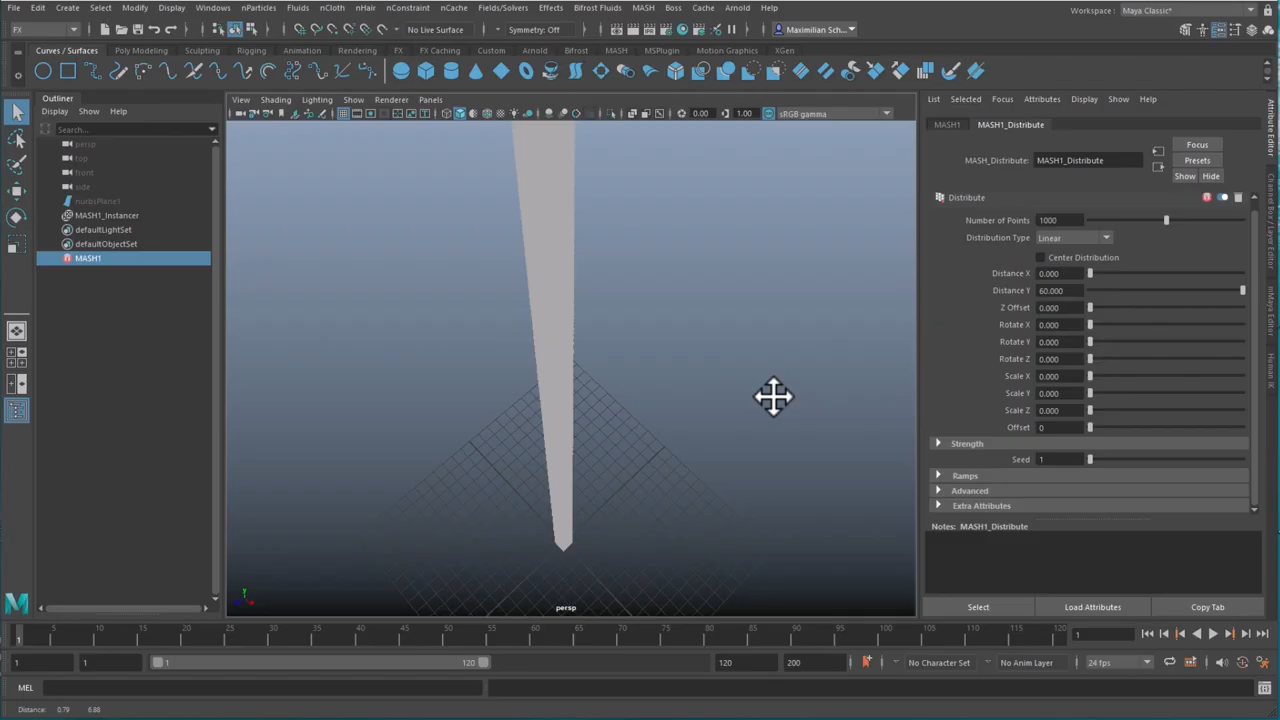 File Edit Create Select Modify Display Windows nParticles Fluids nCloth nHair nConstraint nCache Fields/Solvers Effects Bifrost Fluids MASH Boss Cache Arnold Help
Workspace : Maya Classic*
FX No Live Surface Symmetry: Off Maximilian Sch...
Curves / Surfaces Poly Modeling Sculpting Rigging Animation Rendering FX FX Caching Custom Arnold Bifrost MASH MSPlugin Motion Graphics XGen
Outliner
Display Show Help
Search...
persp
top
front
side
nurbsPlane1
MASH1_Instancer
defaultLightSet
defaultObjectSet
MASH1
View Shading Lighting Show Renderer Panels
0.00 1.00 sRGB gamma
persp
y
List Selected Focus Attributes Display Show Help
MASH1 MASH1_Distribute
Focus
MASH_Distribute: MASH1_Distribute Presets
Show Hide
Distribute
Number of Points 1000
Distribution Type Linear
Center Distribution
Distance X 0.000
Distance Y 60.000
Z Offset 0.000
Rotate X 0.000
Rotate Y 0.000
Rotate Z 0.000
Scale X 0.000
Scale Y 0.000
Scale Z 0.000
Offset 0
Strength
Seed 1
Ramps
Advanced
Extra Attributes
Notes: MASH1_Distribute
Select Load Attributes Copy Tab
Attribute Editor
Channel Box / Layer Editor
mMaya Editor
Human IK
1 5 10 15 20 25 30 35 40 45 50 55 60 65 70 75 80 85 90 95 100 105 110 115 120 1
1 1 1 120 120 200 No Character Set No Anim Layer 24 fps
MEL
Distance: 0.79 6.88